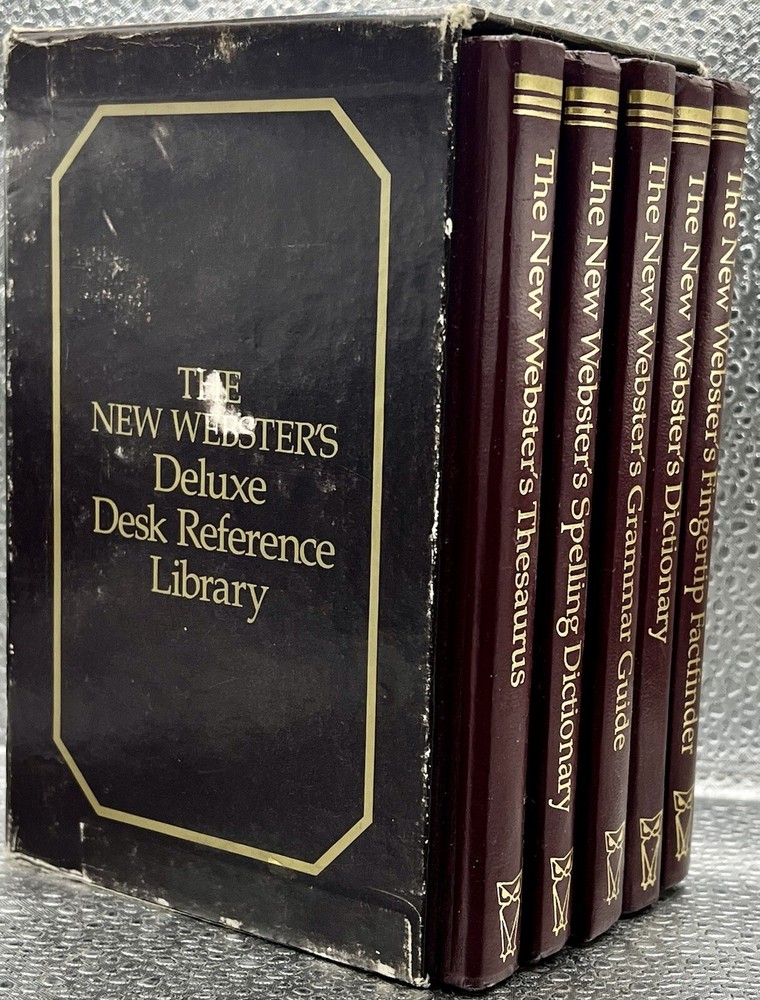 THE
NEW WEBSTER'S
Deluxe
Desk Reference
Library
The New Webster's Thesaurus
The New Webster's Spelling Dictionary
The New Webster's Grammar Guide
The New Webster's Dictionary
The New Webster's Fingertip Factfinder